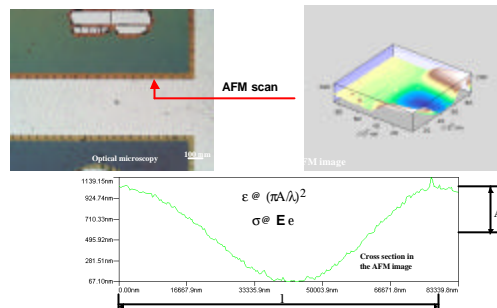 AFM scan
Optical microscopy
100 mm
FM image
1139.15nm
924.74nm
710.33nm
495.92nm
281.51nm
67.10nm
ε @ (πA/λ)2
σ@ E e
Cross section in
the AFM image
A
0.00nm 16667.9nm 33335.9nm 50003.9nm 66671.8nm 83339.8nm
l